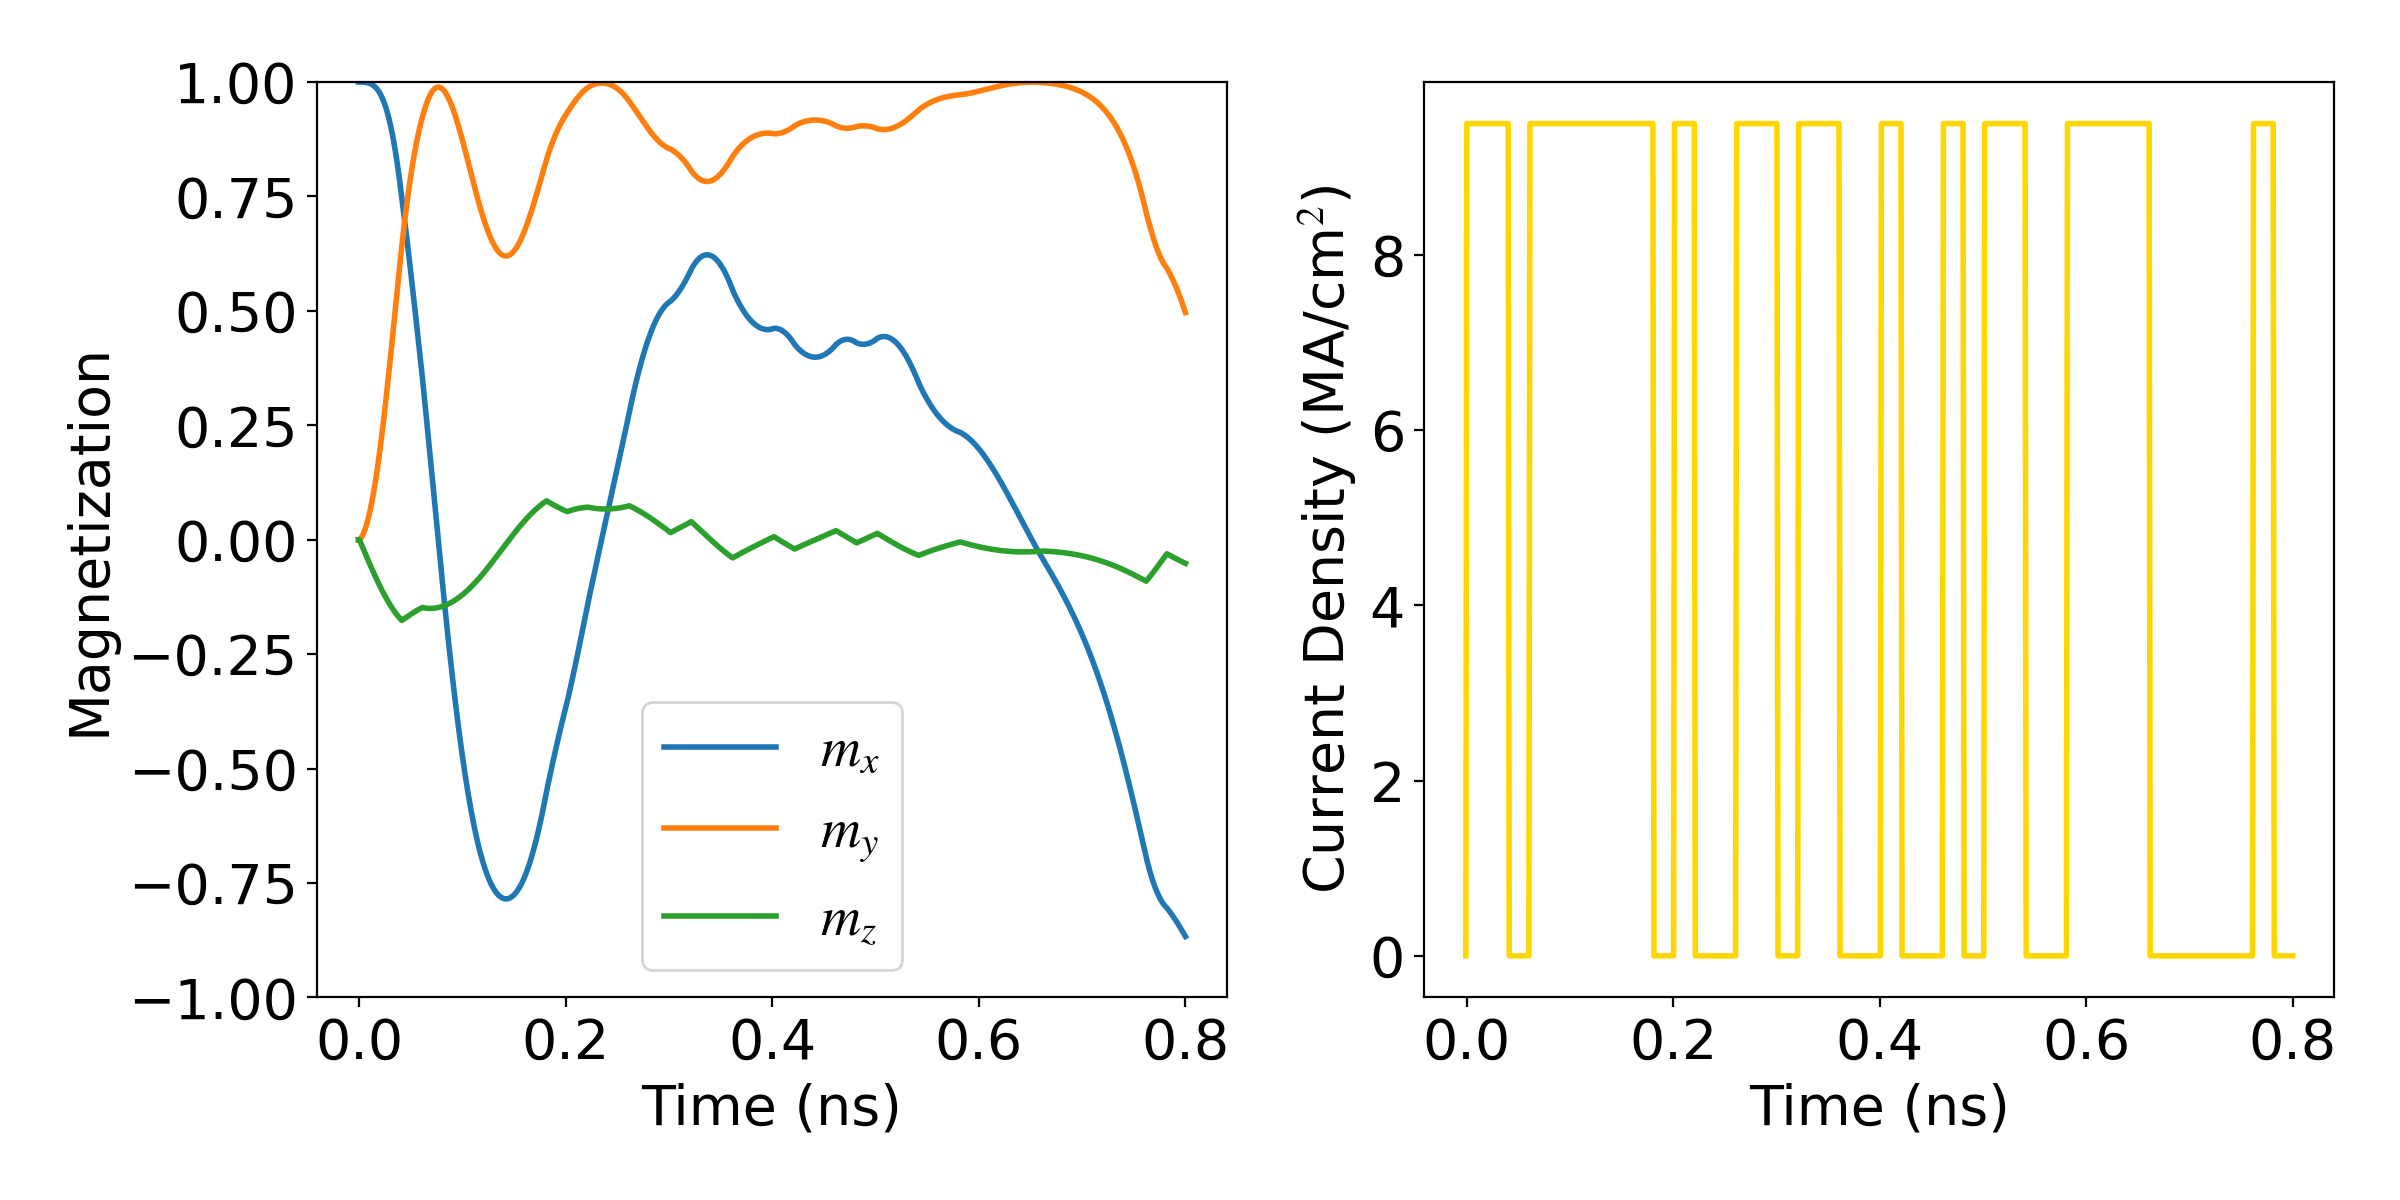 Magnetization
1.00
0.75
0.50
0.25
0.00
−0.25
−0.50
−0.75
−1.00
0.0 0.2 0.4 0.6 0.8
Time (ns)
mₓ
m_y
m_z
Current Density (MA/cm²)
8
6
4
2
0
0.0 0.2 0.4 0.6 0.8
Time (ns)